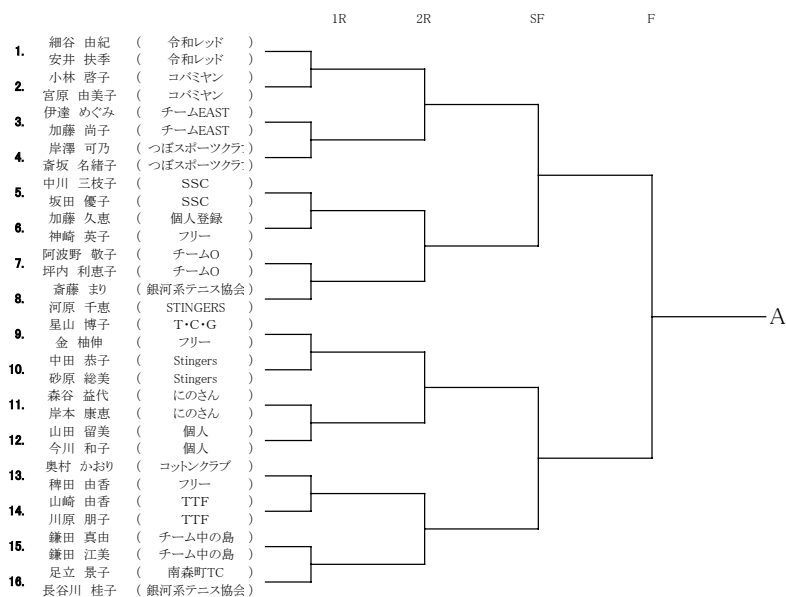 1R 2R SF F
細谷 由紀 ( 令和レッド )
1.
安井 扶季 ( 令和レッド )
小林 啓子 ( コバミヤン )
2.
宮原 由美子 ( コバミヤン )
伊達 めぐみ ( チームEAST )
3.
加藤 尚子 ( チームEAST )
岸澤 可乃 ( つぼスポーツクラ
4.
斎坂 名緒子 ( つぼスポーツクラ
中川 三枝子 ( SSC )
5.
坂田 優子 ( SSC )
加藤 久恵 ( 個人登録 )
6.
神崎 英子 ( フリー )
阿波野 敬子 ( チームO )
7.
坪内 利恵子 ( チームO )
斎藤 まり ( 銀河系テニス協会 )
8.
河原 千恵 ( STINGERS )
星山 博子 ( T・C・G )
9.
金 柚伸 ( フリー )
中田 恭子 ( Stingers )
10.
砂原 総美 ( Stingers )
森谷 益代 ( にのさん )
11.
岸本 康恵 ( にのさん )
山田 留美 ( 個人 )
12.
今川 和子 ( 個人 )
奥村 かおり ( コットンクラブ )
13.
稗田 由香 ( フリー )
山崎 由香 ( TTF )
14.
川原 朋子 ( TTF )
鎌田 真由 ( チーム中の島 )
15.
鎌田 江美 ( チーム中の島 )
足立 景子 ( 南森町TC )
16.
長谷川 桂子 ( 銀河系テニス協会 )
A